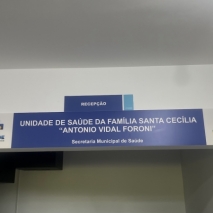 RECEPÇÃO
UNIDADE DE SAÚDE DA FAMÍLIA SANTA CECÍLIA
"ANTONIO VIDAL FORONI"
Secretaria Municipal de Saúde